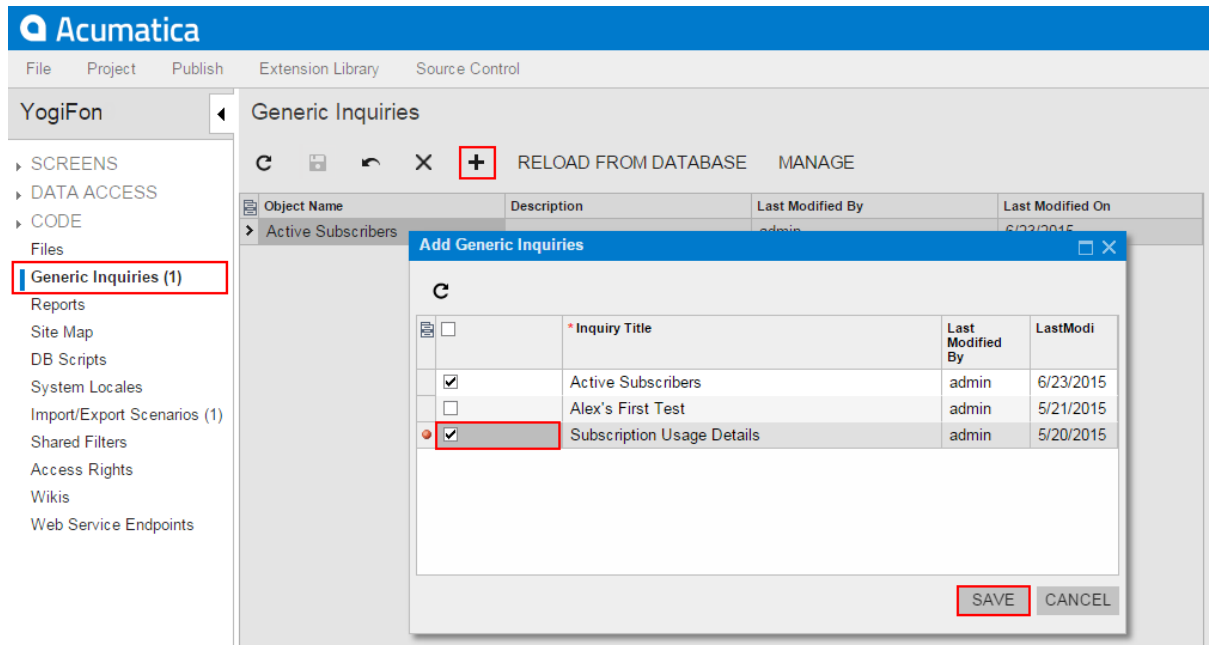 Acumatica
File Project Publish Extension Library Source Control
YogiFon
Generic Inquiries
SCREENS
DATA ACCESS
CODE
Files
Generic Inquiries (1)
Reports
Site Map
DB Scripts
System Locales
Import/Export Scenarios (1)
Shared Filters
Access Rights
Wikis
Web Service Endpoints
RELOAD FROM DATABASE MANAGE
Object Name Description Last Modified By Last Modified On
Active Subscribers admin 6/23/2015
Add Generic Inquiries
* Inquiry Title Last Modified By LastModi
Active Subscribers admin 6/23/2015
Alex's First Test admin 5/21/2015
Subscription Usage Details admin 5/20/2015
SAVE CANCEL